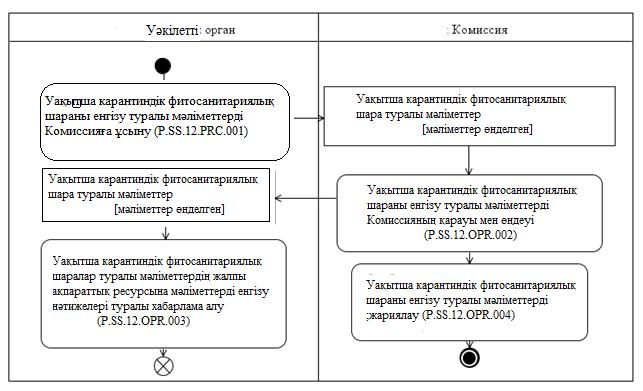 Уәкілетті: орган
: Комиссия
Уақытша карантиндік фитосанитариялық
шараны енгізу туралы мәліметтерді
Комиссияға ұсыну (P.SS.12.PRC.001)
Уақытша карантиндік фитосанитариялық
шара туралы мәліметтер
[мәліметтер өнделген]
Уақытша карантиндік фитосанитариялық
шара туралы мәліметтер
[мәліметтер өнделген]
Уақытша карантиндік фитосанитариялық
шараны енгізу туралы мәліметтерді
Комиссияның қарауы мен өндеуі
(P.SS.12.OPR.002)
Уақытша карантиндік фитосанитариялық
шаралар туралы мәліметтердің жалпы
ақпараттық ресурсына мәліметтерді енгізу
нәтижелері туралы хабарлама алу
(P.SS.12.OPR.003)
Уақытша карантиндік фитосанитариялық
шараны енгізу туралы мәліметтерді
;жариялау (P.SS.12.OPR.004)